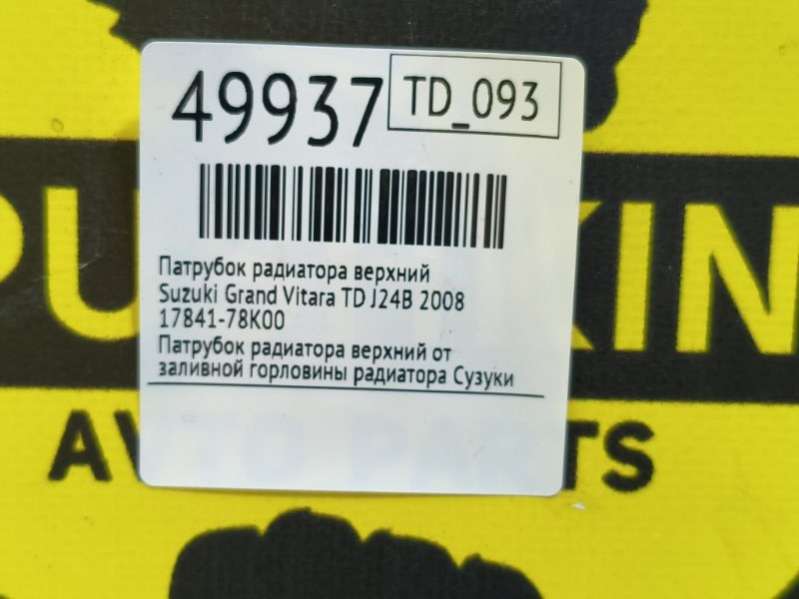 49937
TD_093
Патрубок радиатора верхний
Suzuki Grand Vitara TD J24B 2008
17841-78K00
Патрубок радиатора верхний от
заливной горловины радиатора Сузуки